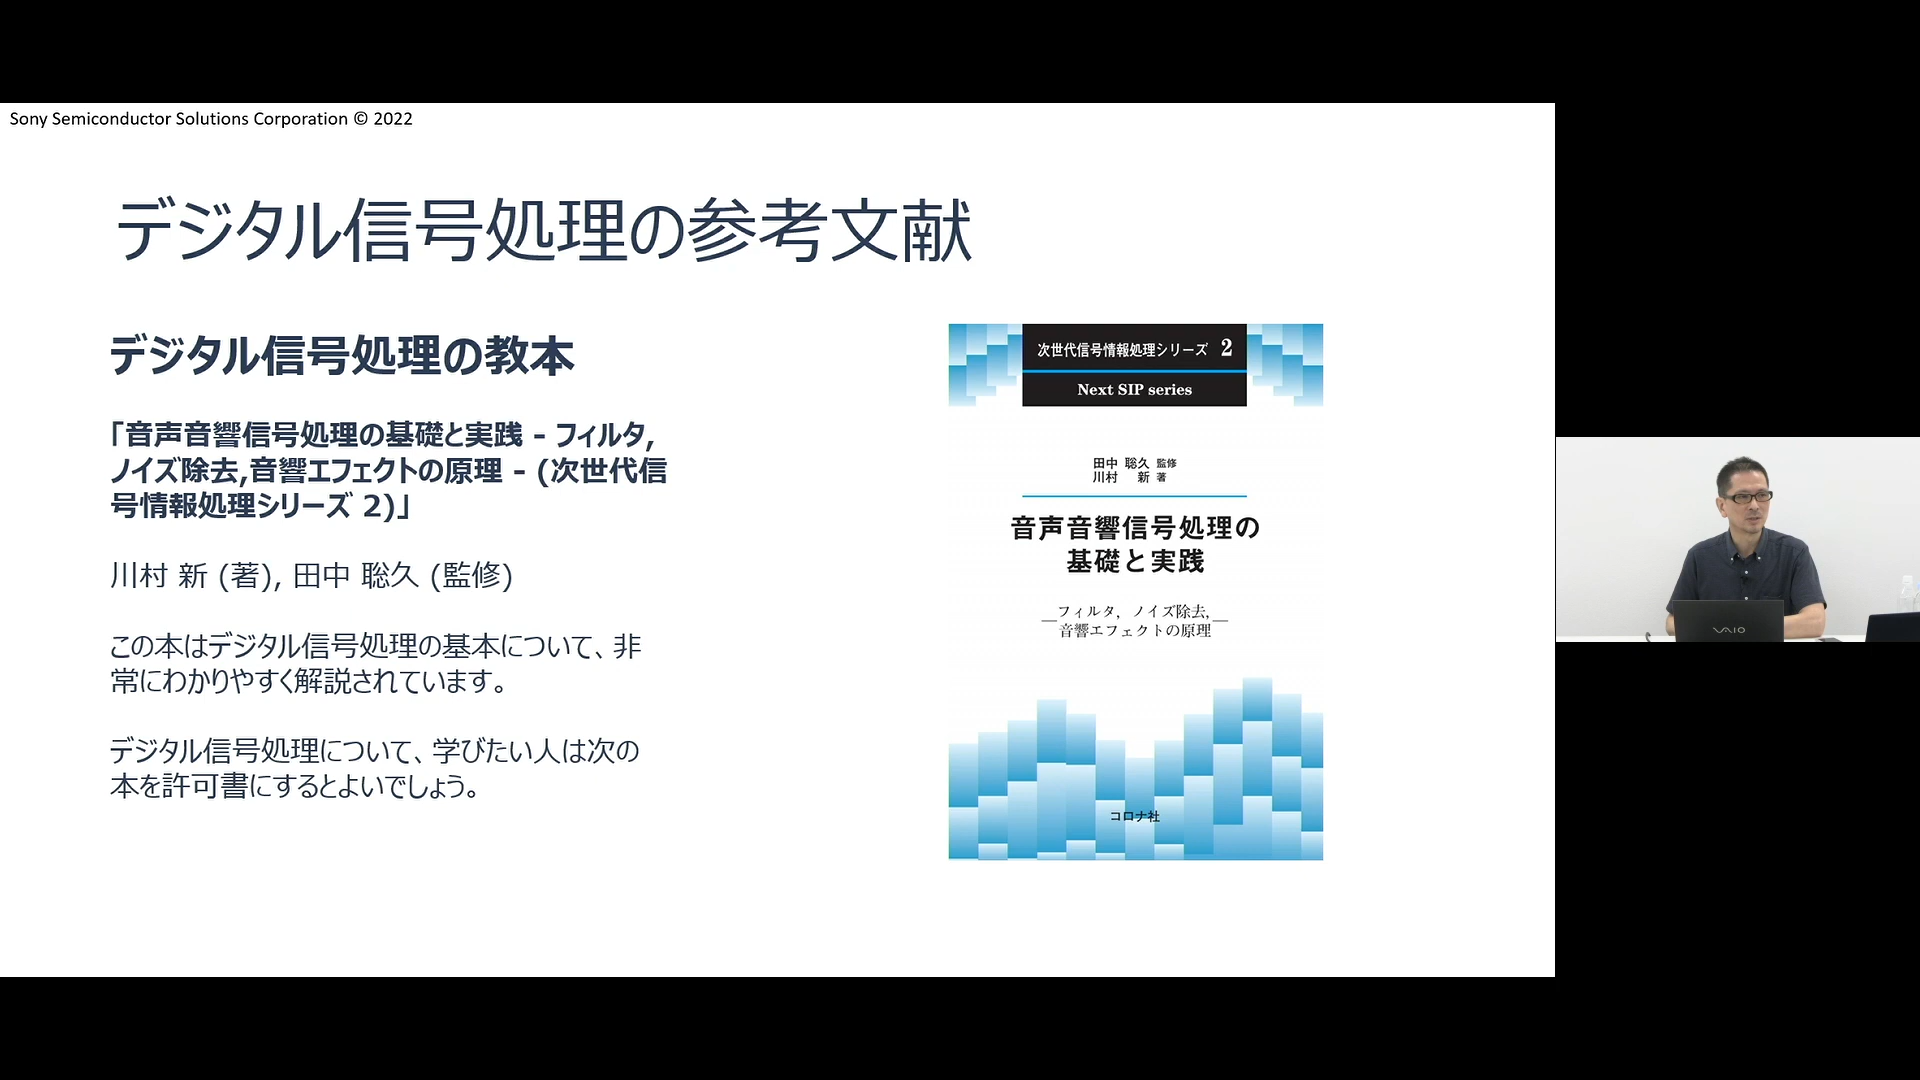 Sony Semiconductor Solutions Corporation © 2022
デジタル信号処理の参考文献
デジタル信号処理の教本
「音声音響信号処理の基礎と実践 – フィルタ,
ノイズ除去,音響エフェクトの原理 – (次世代信
号情報処理シリーズ 2)」
川村 新 (著), 田中 聡久 (監修)
この本はデジタル信号処理の基本について、非
常にわかりやすく解説されています。
デジタル信号処理について、学びたい人は次の
本を許可書にするとよいでしょう。
次世代信号情報処理シリーズ 2
Next SIP series
田中 聡久 監修
川村 新 著
音声音響信号処理の
基礎と実践
―フィルタ， ノイズ除去,―
音響エフェクトの原理
コロナ社
VAIO